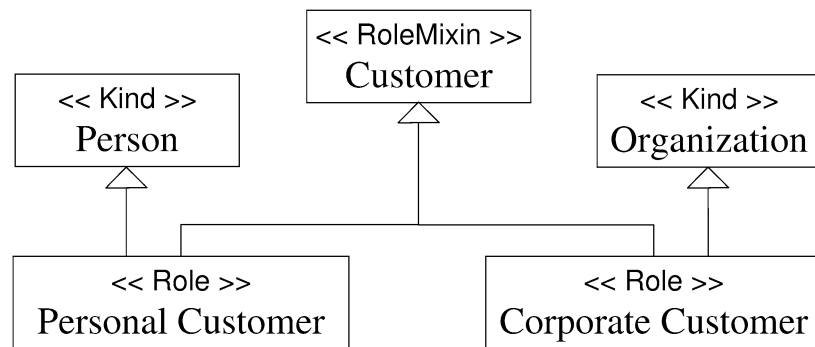 << RoleMixin >>
Customer
<< Kind >>
Person
<< Kind >>
Organization
<< Role >>
Personal Customer
<< Role >>
Corporate Customer